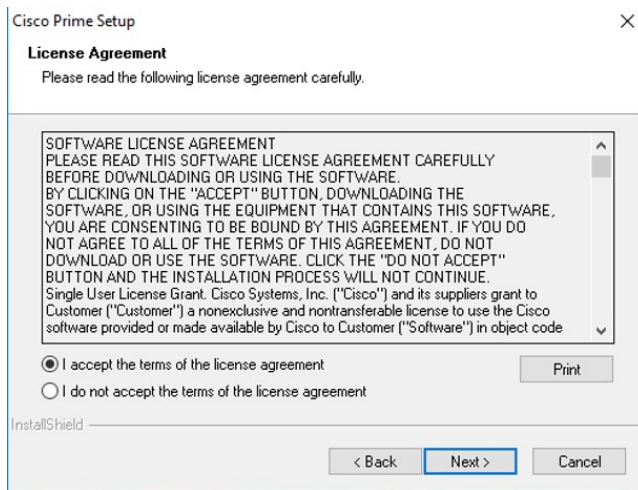 Cisco Prime Setup
License Agreement
Please read the following license agreement carefully.
SOFTWARE LICENSE AGREEMENT
PLEASE READ THIS SOFTWARE LICENSE AGREEMENT CAREFULLY
BEFORE DOWNLOADING OR USING THE SOFTWARE.
BY CLICKING ON THE "ACCEPT" BUTTON, DOWNLOADING THE
SOFTWARE, OR USING THE EQUIPMENT THAT CONTAINS THIS SOFTWARE,
YOU ARE CONSENTING TO BE BOUND BY THIS AGREEMENT. IF YOU DO
NOT AGREE TO ALL OF THE TERMS OF THIS AGREEMENT, DO NOT
DOWNLOAD OR USE THE SOFTWARE. CLICK THE "DO NOT ACCEPT"
BUTTON AND THE INSTALLATION PROCESS WILL NOT CONTINUE.
Single User License Grant. Cisco Systems, Inc. ("Cisco") and its suppliers grant to
Customer ("Customer") a nonexclusive and nontransferable license to use the Cisco
software provided or made available by Cisco to Customer ("Software") in object code
I accept the terms of the license agreement
Print
I do not accept the terms of the license agreement
InstallShield
< Back
Next >
Cancel